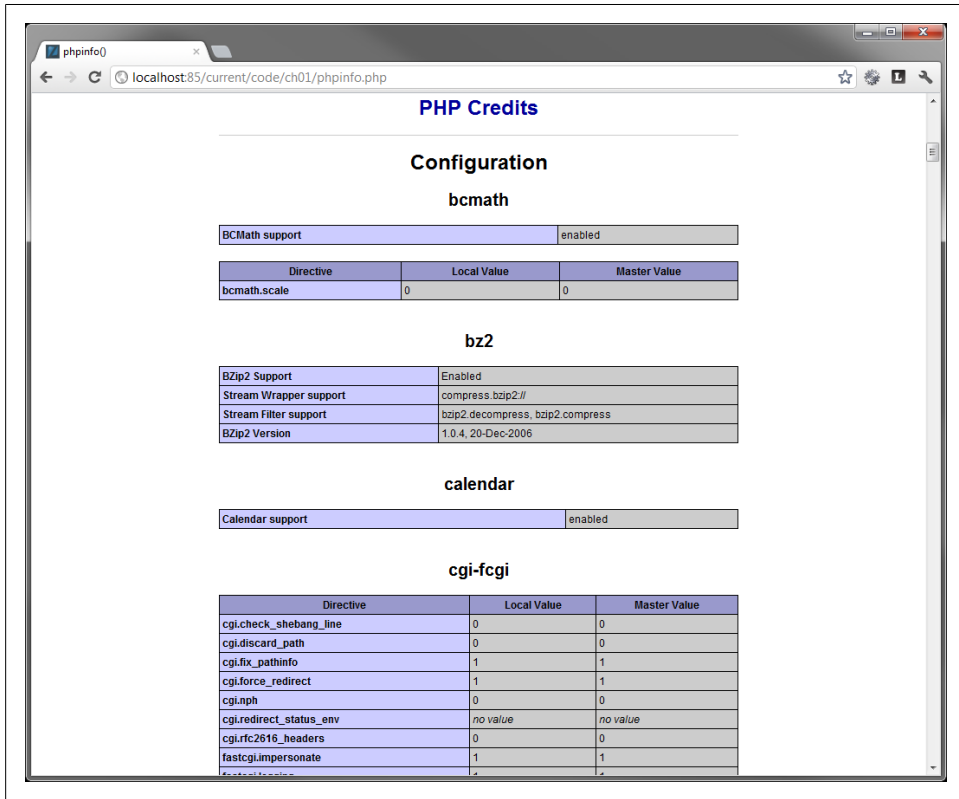 phpinfo()
localhost:85/current/code/ch01/phpinfo.php
PHP Credits
Configuration
bcmath
BCMath support enabled
Directive Local Value Master Value
bcmath.scale 0 0
bz2
BZip2 Support Enabled
Stream Wrapper support compress.bzip2://
Stream Filter support bzip2.decompress, bzip2.compress
BZip2 Version 1.0.4, 20-Dec-2006
calendar
Calendar support enabled
cgi-fcgi
Directive Local Value Master Value
cgi.check_shebang_line 0 0
cgi.discard_path 0 0
cgi.fix_pathinfo 1 1
cgi.force_redirect 1 1
cgi.nph 0 0
cgi.redirect_status_env no value no value
cgi.rfc2616_headers 0 0
fastcgi.impersonate 1 1